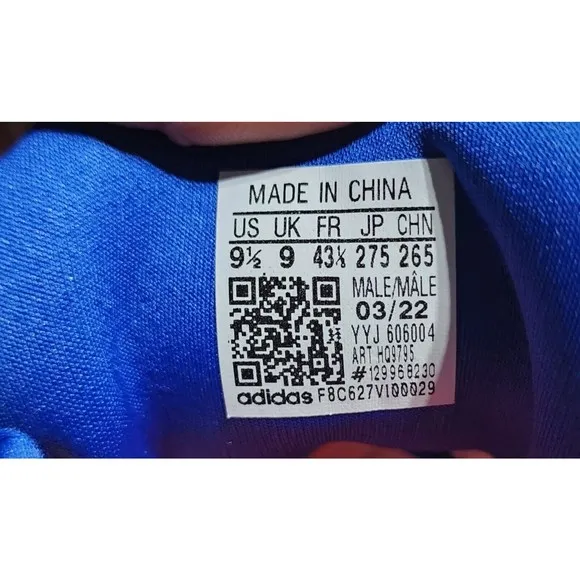 MADE IN CHINA
US UK FR JP CHN
9½ 9 43⅓ 275 265
MALE/MÂLE
03/22
YYJ 606004
ART HQ9795
#129968230
adidas F8C627V100029